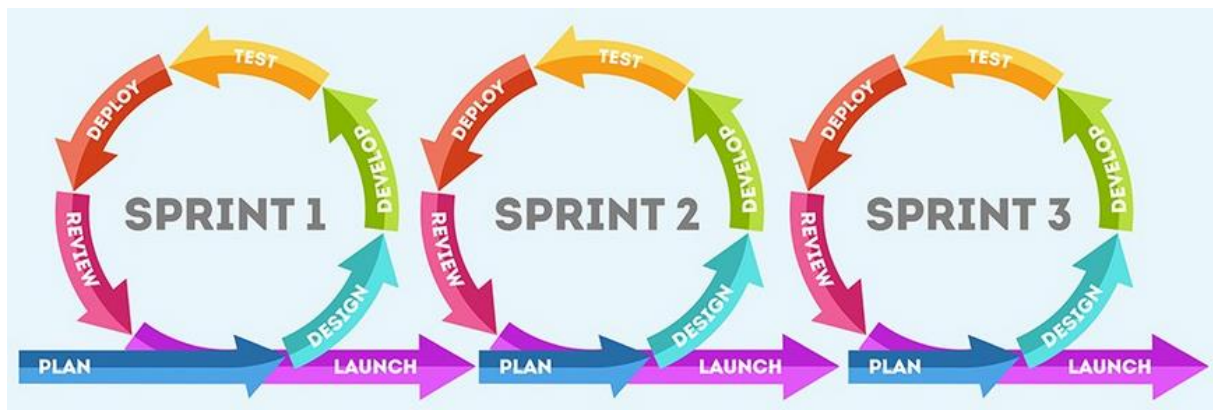 TEST
DEPLOY
DEVELOP
SPRINT 1
REVIEW
DESIGN
PLAN
LAUNCH
TEST
DEPLOY
DEVELOP
SPRINT 2
REVIEW
DESIGN
PLAN
LAUNCH
TEST
DEPLOY
DEVELOP
SPRINT 3
REVIEW
DESIGN
PLAN
LAUNCH